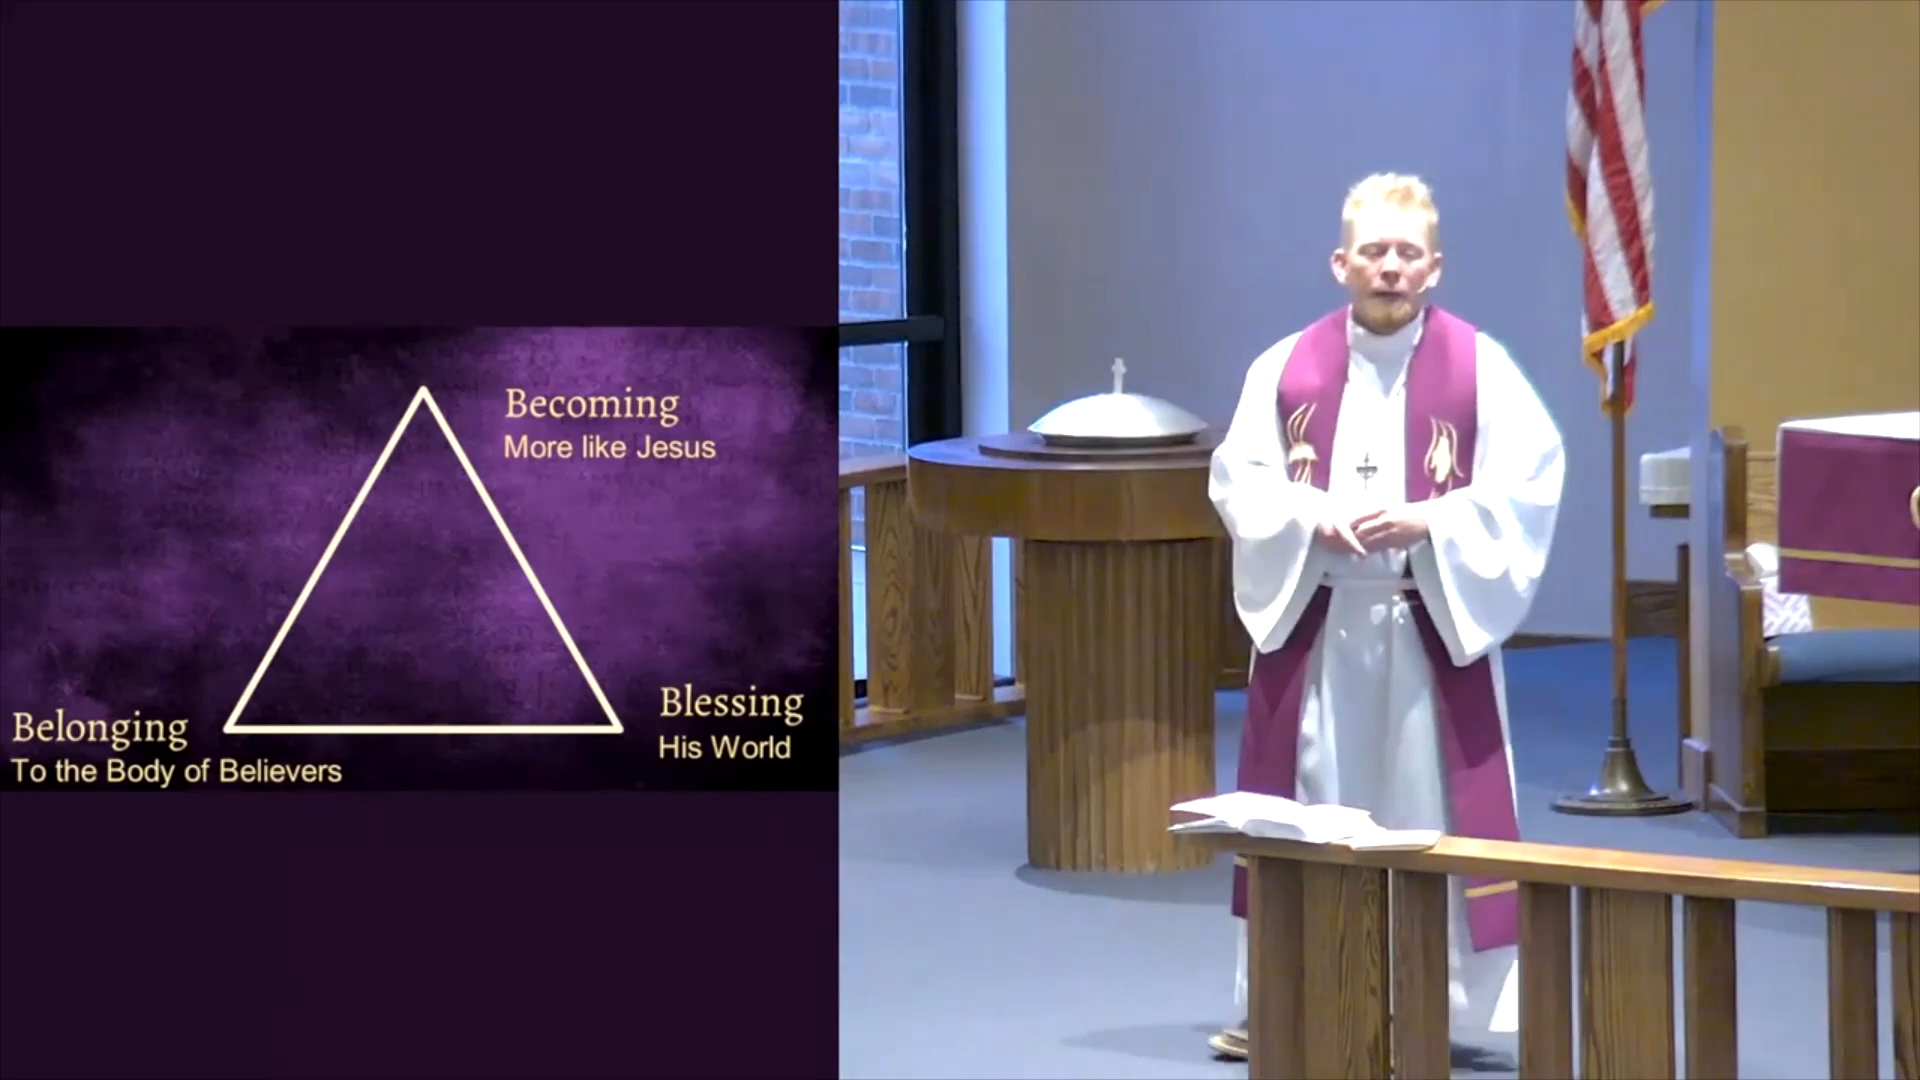 Becoming
More like Jesus
Blessing
His World
Belonging
To the Body of Believers